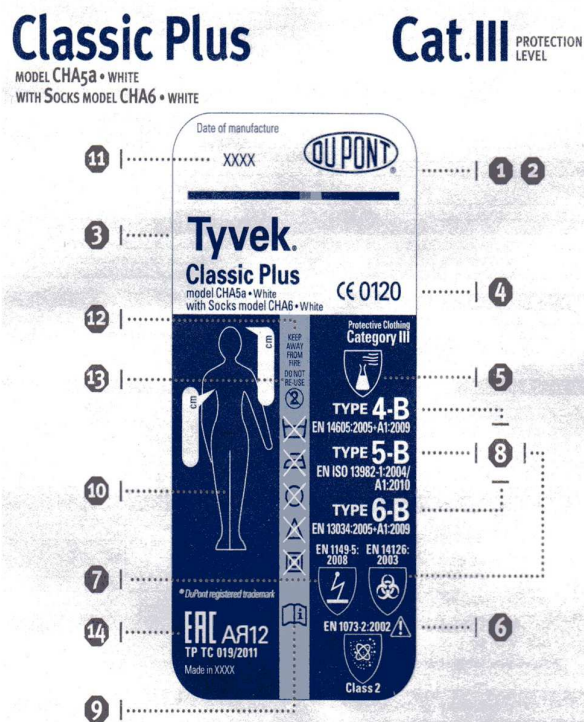 Classic Plus
MODEL CHA5a • WHITE
WITH SOCKS MODEL CHA6 • WHITE
Cat.III PROTECTION
LEVEL
Date of manufacture
XXXX
DU PONT
®
11
1 2
3
Tyvek®
Classic Plus
model CHA5a • White
with Socks model CHA6 • White
CE 0120
4
12
KEEP
AWAY
FROM
FIRE
DO NOT
RE-USE
2
cm
cm
13
Protective Clothing
Category III
5
TYPE 4-B
EN 14605:2005+A1:2009
TYPE 5-B
EN ISO 13982-1:2004/
A1:2010
8
TYPE 6-B
EN 13034:2005+A1:2009
10
EN 1149-5:
2008
EN 14126:
2003
7
® DuPont registered trademark
i
EN 1073-2:2002
6
14
EAC АЯ12
TP TC 019/2011
Made in XXXX
Class 2
9